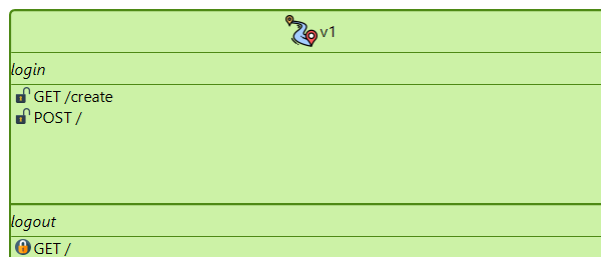 v1
login
GET /create
POST /
logout
GET /